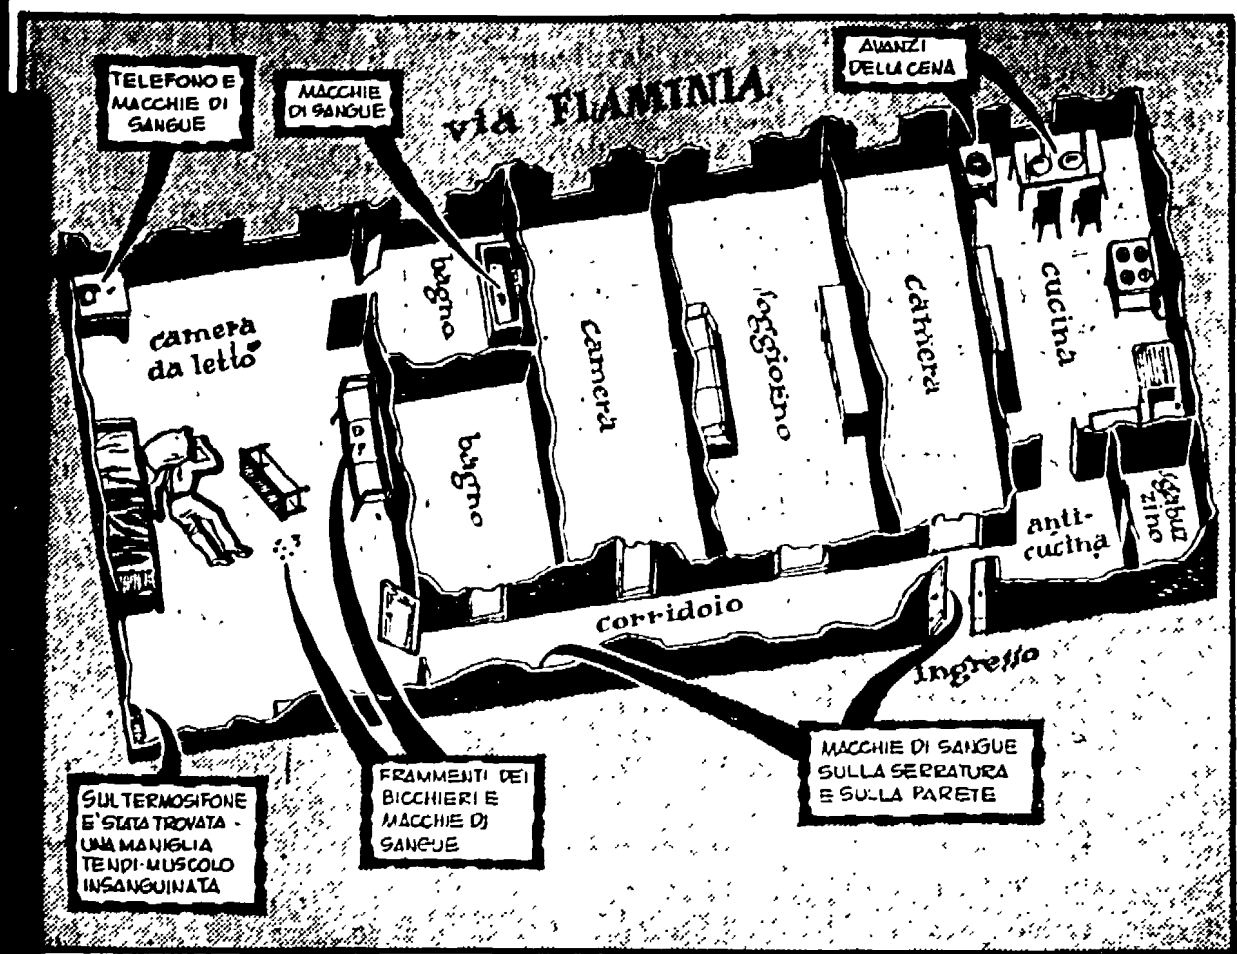 TELEFONO E
MACCHIE DI
SANGUE
MACCHIE
DI SANGUE
via FLAMINIA
AVANZI
DELLA CENA
camera
da letto
bagno
bagno
camera
soggiorno
camera
cucina
anti-
cucina
sgabuz
zino
corridoio
ingresso
SUL TERMOSIFONE
E' STATA TROVATA -
UNA MANIGLIA
TENDI-MUSCOLO
INSANGUINATA
FRAMMENTI DEI
BICCHIERI E
MACCHIE DI
SANGUE
MACCHIE DI SANGUE
SULLA SERRATURA
E SULLA PARETE